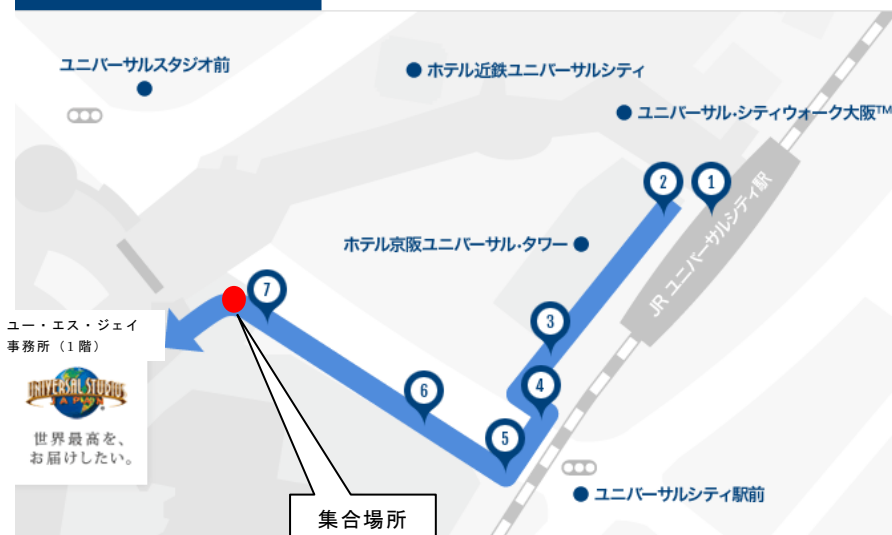 ユニバーサルスタジオ前
ホテル近鉄ユニバーサルシティ
ユニバーサル・シティウォーク大阪™
2
1
JR ユニバーサルシティ駅
ホテル京阪ユニバーサル・タワー
7
3
ユー・エス・ジェイ
事務所（1階）
4
6
UNIVERSAL STUDIOS
JAPAN
世界最高を、
お届けしたい。
5
ユニバーサルシティ駅前
集合場所